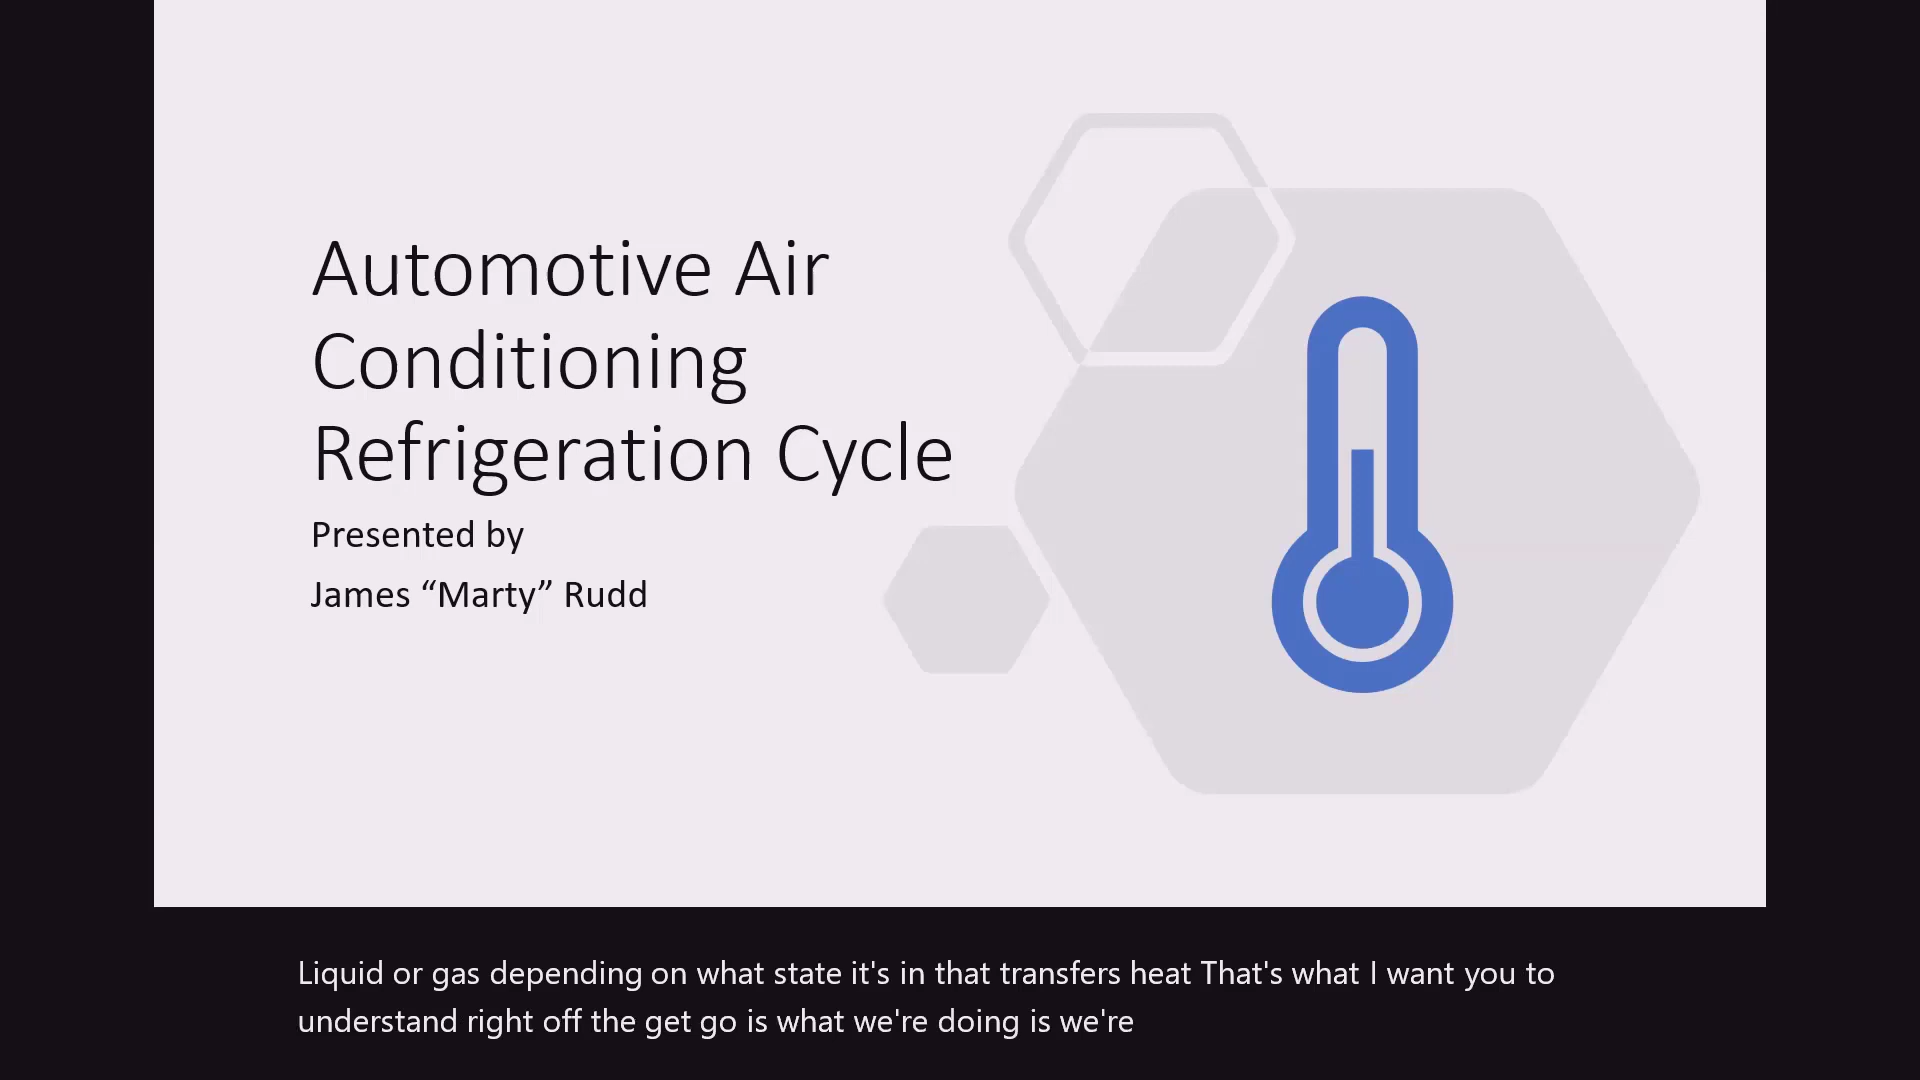 Automotive Air
Conditioning
Refrigeration Cycle
Presented by
James “Marty” Rudd
Liquid or gas depending on what state it's in that transfers heat That's what I want you to
understand right off the get go is what we're doing is we're